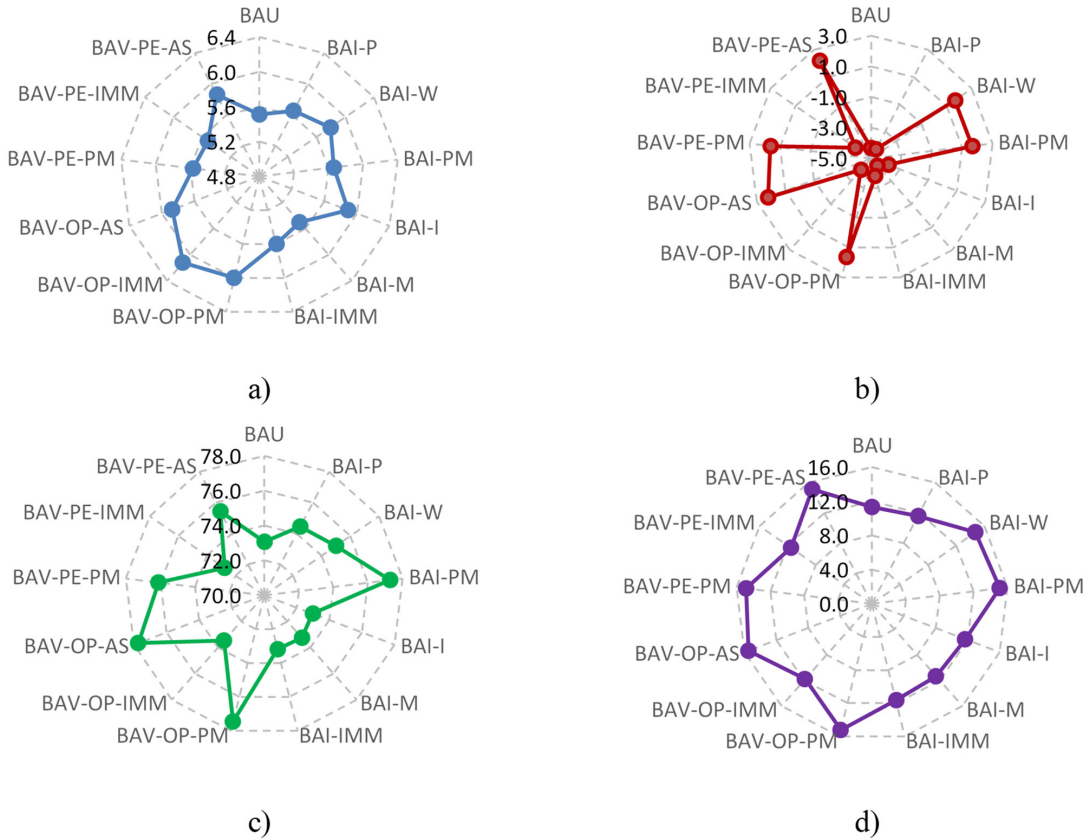 BAU
6.4
BAV-PE-AS
BAI-P
6.0
BAV-PE-IMM
BAI-W
5.6
5.2
BAV-PE-PM
BAI-PM
4.8
BAV-OP-AS
BAI-I
BAV-OP-IMM
BAI-M
BAV-OP-PM
BAI-IMM
a)
BAU
3.0
BAV-PE-AS
BAI-P
1.0
BAV-PE-IMM
BAI-W
-1.0
-3.0
BAV-PE-PM
BAI-PM
-5.0
BAV-OP-AS
BAI-I
BAV-OP-IMM
BAI-M
BAV-OP-PM
BAI-IMM
b)
BAU
78.0
BAV-PE-AS
BAI-P
76.0
BAV-PE-IMM
BAI-W
74.0
72.0
BAV-PE-PM
BAI-PM
70.0
BAV-OP-AS
BAI-I
BAV-OP-IMM
BAI-M
BAV-OP-PM
BAI-IMM
c)
BAU
16.0
BAV-PE-AS
BAI-P
12.0
BAV-PE-IMM
BAI-W
8.0
4.0
BAV-PE-PM
BAI-PM
0.0
BAV-OP-AS
BAI-I
BAV-OP-IMM
BAI-M
BAV-OP-PM
BAI-IMM
d)